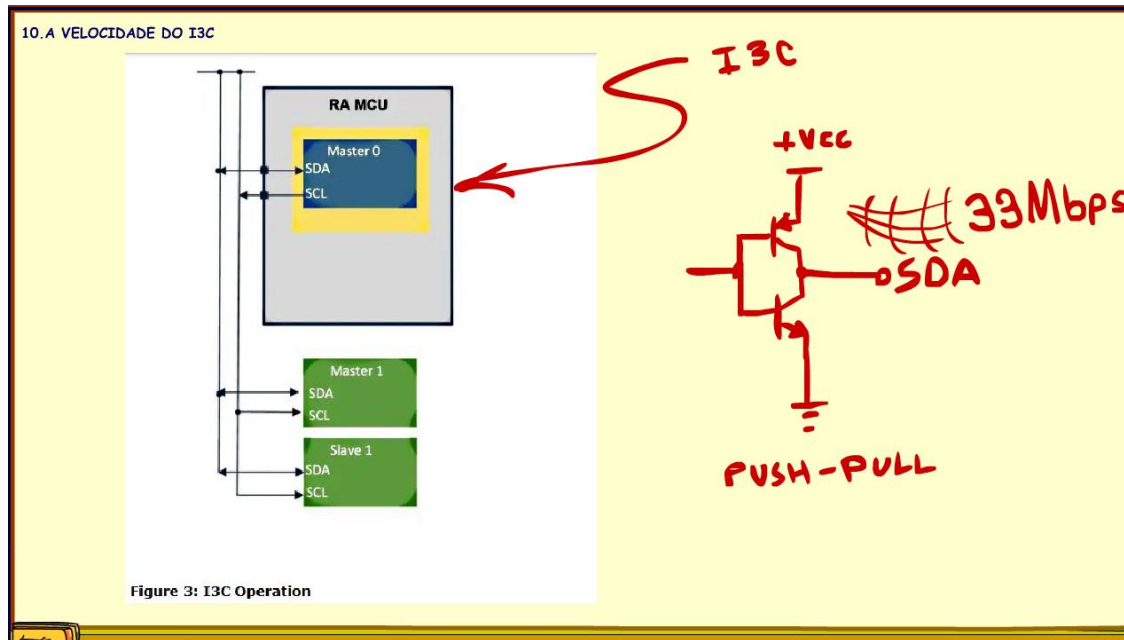 10.A VELOCIDADE DO I3C
I3C
RA MCU
Master 0
SDA
SCL
+VCC
33Mbps
SDA
Master 1
SDA
SCL
Slave 1
SDA
SCL
PUSH-PULL
Figure 3: I3C Operation